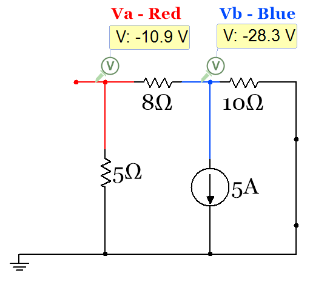 Va - Red Vb - Blue
V: -10.9 V V: -28.3 V
V V
8Ω 10Ω
5Ω 5A